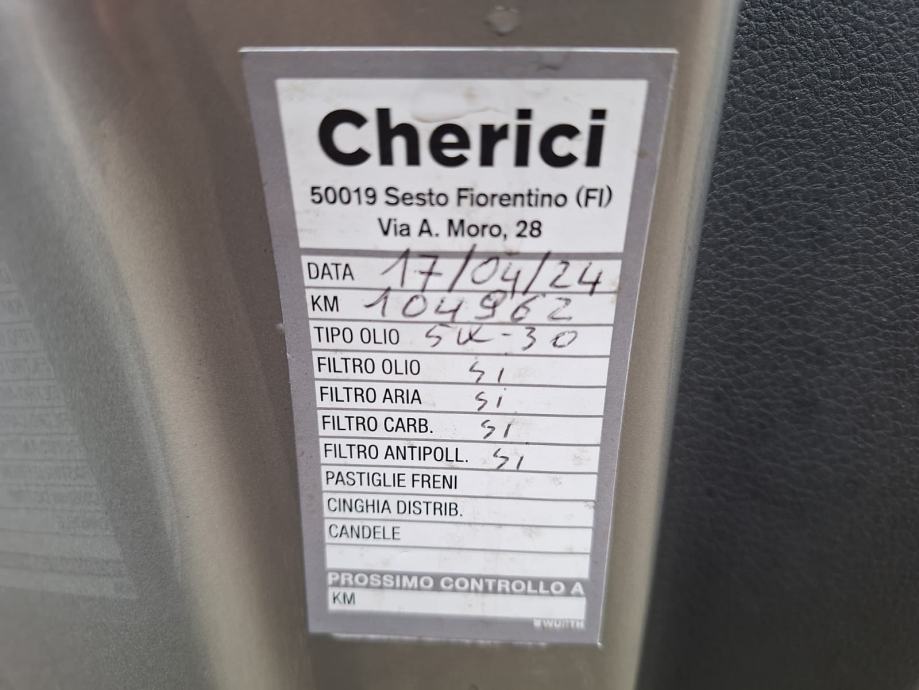 Cherici
50019 Sesto Fiorentino (FI)
Via A. Moro, 28
DATA 17/04/24
KM 104962
TIPO OLIO 5W-30
FILTRO OLIO si
FILTRO ARIA si
FILTRO CARB. si
FILTRO ANTIPOLL. si
PASTIGLIE FRENI
CINGHIA DISTRIB.
CANDELE
PROSSIMO CONTROLLO A
KM
WÜRTH